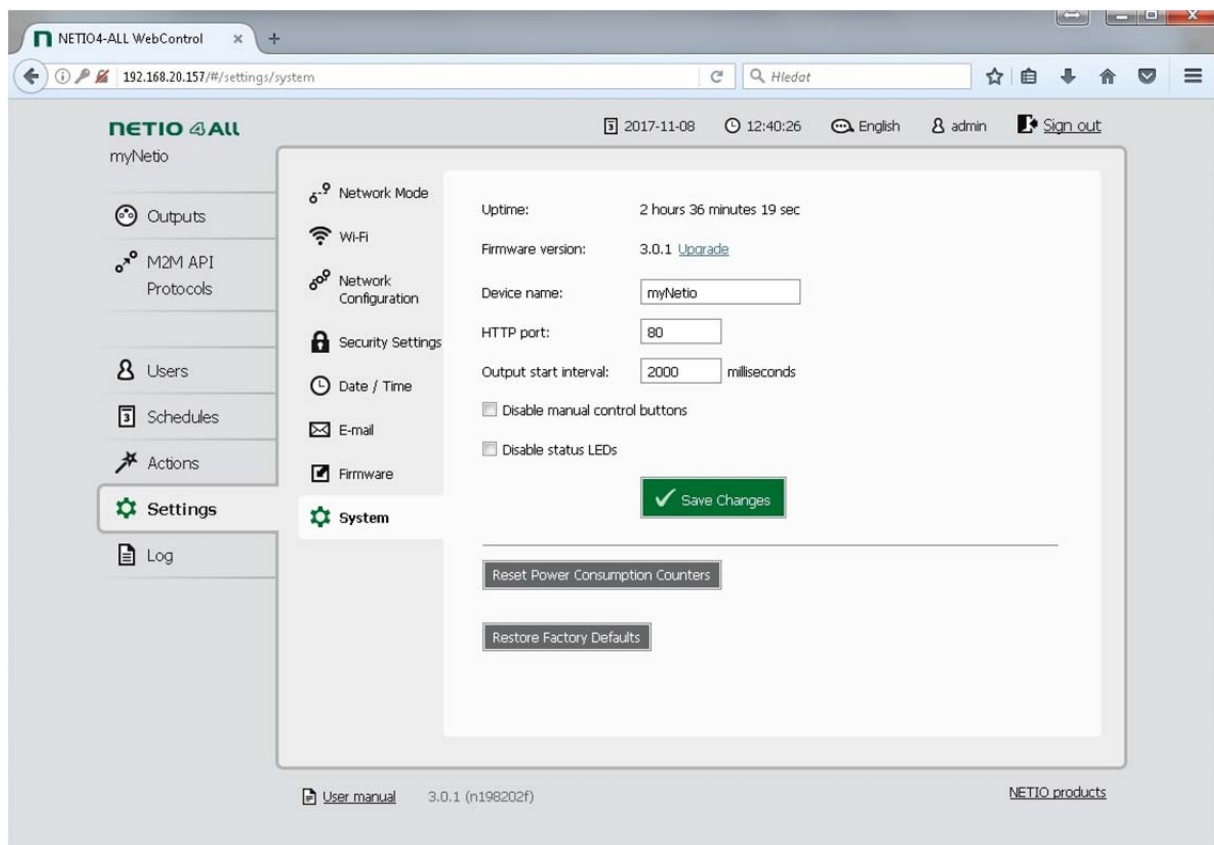 NETIO4-ALL WebControl
192.168.20.157/#/settings/system
Hledat
NETIO 4All
2017-11-08 12:40:26 English admin Sign out
myNetio
Outputs
M2M API
Protocols
Users
Schedules
Actions
Settings
Log
Network Mode
Wi-Fi
Network
Configuration
Security Settings
Date / Time
E-mail
Firmware
System
Uptime: 2 hours 36 minutes 19 sec
Firmware version: 3.0.1 Upgrade
Device name: myNetio
HTTP port: 80
Output start interval: 2000 milliseconds
Disable manual control buttons
Disable status LEDs
Save Changes
Reset Power Consumption Counters
Restore Factory Defaults
User manual 3.0.1 (n198202f) NETIO products